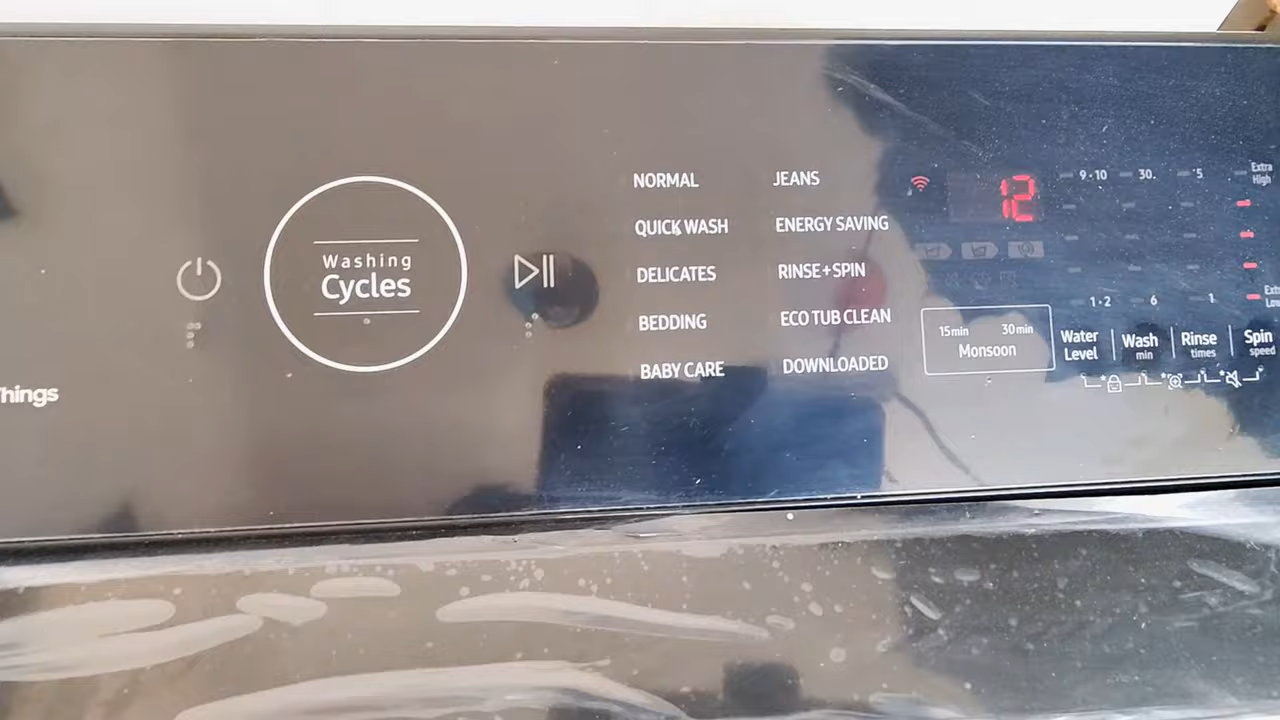 Things
Washing
Cycles
NORMAL
QUICK WASH
DELICATES
BEDDING
BABY CARE
JEANS
ENERGY SAVING
RINSE+SPIN
ECO TUB CLEAN
DOWNLOADED
12
9·10
30
5
Extra
High
1·2
6
1
15min 30min
Monsoon
Water
Level
Wash
min
Rinse
times
Spin
speed